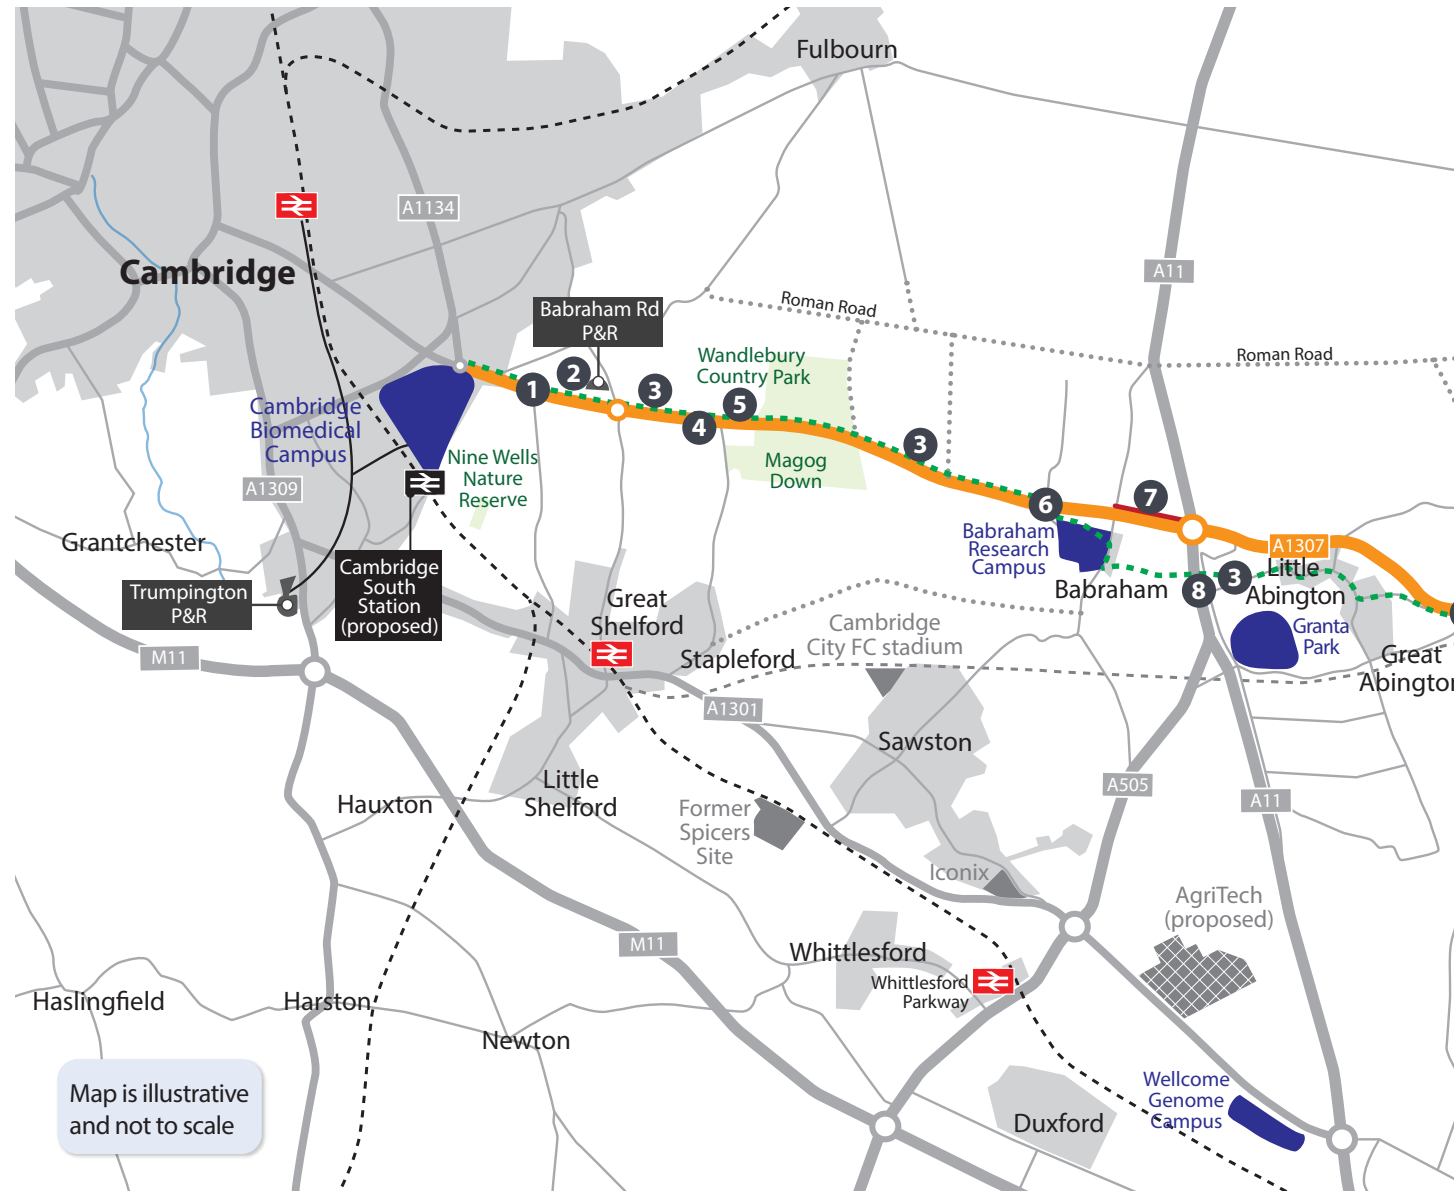 Fulbourn
A1134
Cambridge
A11
Babraham Rd
P&R
Roman Road
Roman Road
Wandlebury
Country Park
1
2
3
4
5
Cambridge
Biomedical
Campus
Nine Wells
Nature
Reserve
Magog
Down
3
A1309
6
7
Babraham
Research
Campus
Grantchester
A1307
Cambridge
South
Station
(proposed)
Trumpington
P&R
Babraham
8
3
Little
Abington
Great
Shelford
Cambridge
City FC stadium
Granta
Park
M11
Stapleford
Great
Abington
A1301
Sawston
Little
Shelford
A505
A11
Hauxton
Former
Spicers
Site
Iconix
AgriTech
(proposed)
M11
Whittlesford
Whittlesford
Parkway
Haslingfield
Harston
Newton
Map is illustrative
and not to scale
Wellcome
Genome
Campus
Duxford